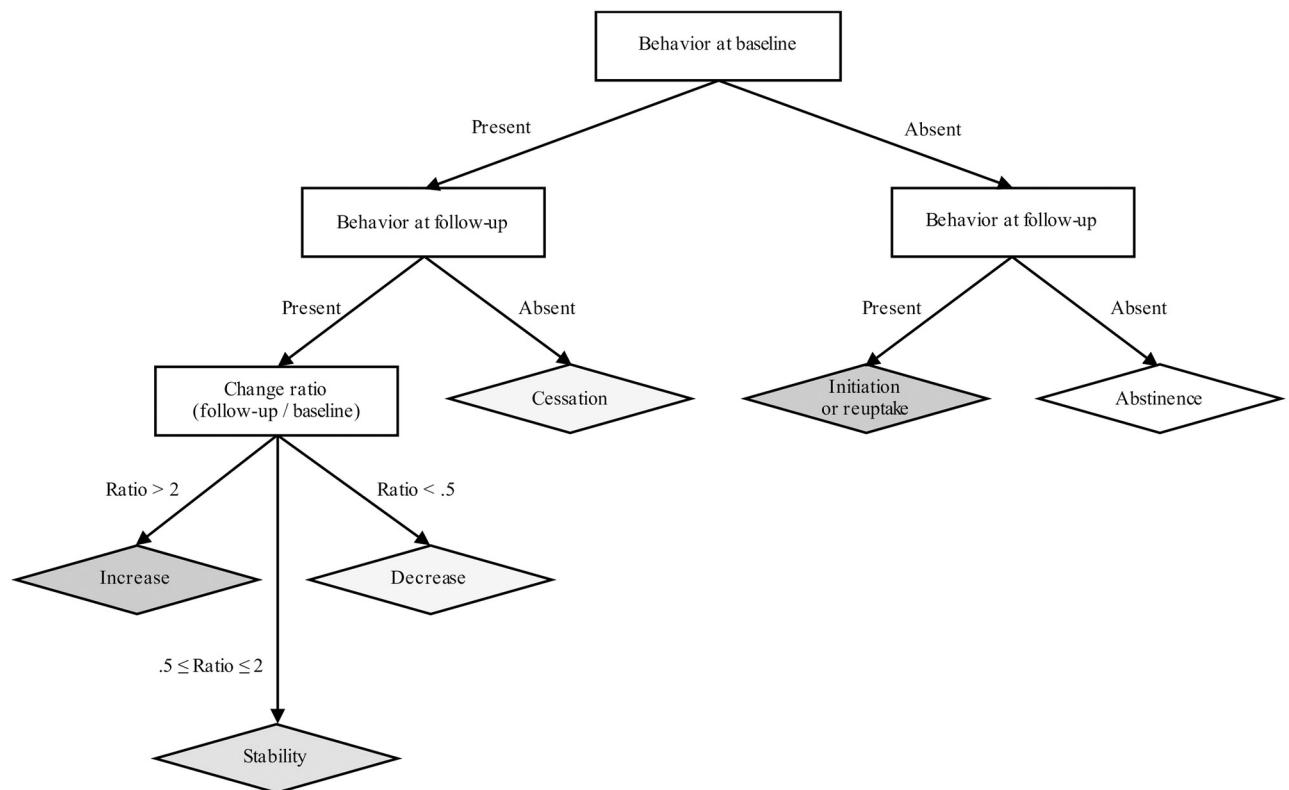 Behavior at baseline
Present
Absent
Behavior at follow-up
Behavior at follow-up
Present
Absent
Present
Absent
Change ratio
(follow-up / baseline)
Cessation
Initiation
or reuptake
Abstinence
Ratio > 2
Ratio < .5
Increase
Decrease
.5 ≤ Ratio ≤ 2
Stability